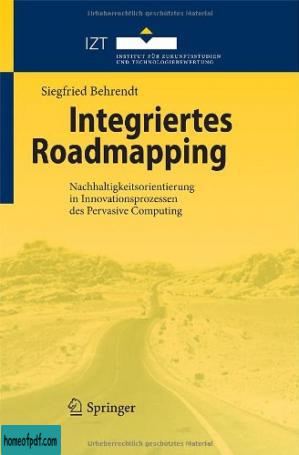 Urheberrechtlich geschütztes Material
IZT
INSTITUT FÜR ZUKUNFTSSTUDIEN
UND TECHNOLOGIEBEWERTUNG
Siegfried Behrendt
Integriertes
Roadmapping
Nachhaltigkeitsorientierung
in Innovationsprozessen
des Pervasive Computing
Springer
homeofpdf.com
Urheberrechtlich geschütztes Material